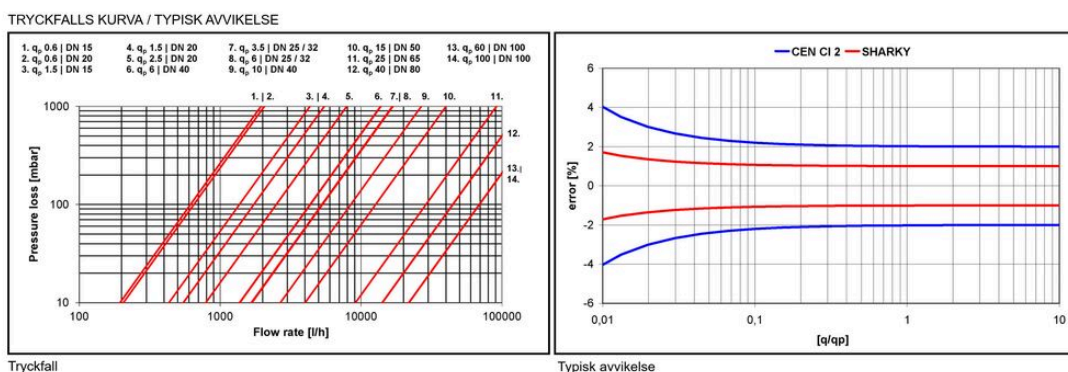 TRYCKFALLS KURVA / TYPISK AVVIKELSE
1. qp 0.6 | DN 15
2. qp 0.6 | DN 20
3. qp 1.5 | DN 15
4. qp 1.5 | DN 20
5. qp 2.5 | DN 20
6. qp 6 | DN 40
7. qp 3.5 | DN 25 / 32
8. qp 6 | DN 25 / 32
9. qp 10 | DN 40
10. qp 15 | DN 50
11. qp 25 | DN 65
12. qp 40 | DN 80
13. qp 60 | DN 100
14. qp 100 | DN 100
1. | 2. 3. | 4. 5. 6. 7.| 8. 9. 10. 11.
12.
13.|
14.
1000
100
10
Pressure loss [mbar]
100 1000 10000 100000
Flow rate [l/h]
Tryckfall
CEN Cl 2 SHARKY
6
4
2
0
-2
-4
-6
error [%]
0,01 0,1 1 10
[q/qp]
Typisk avvikelse